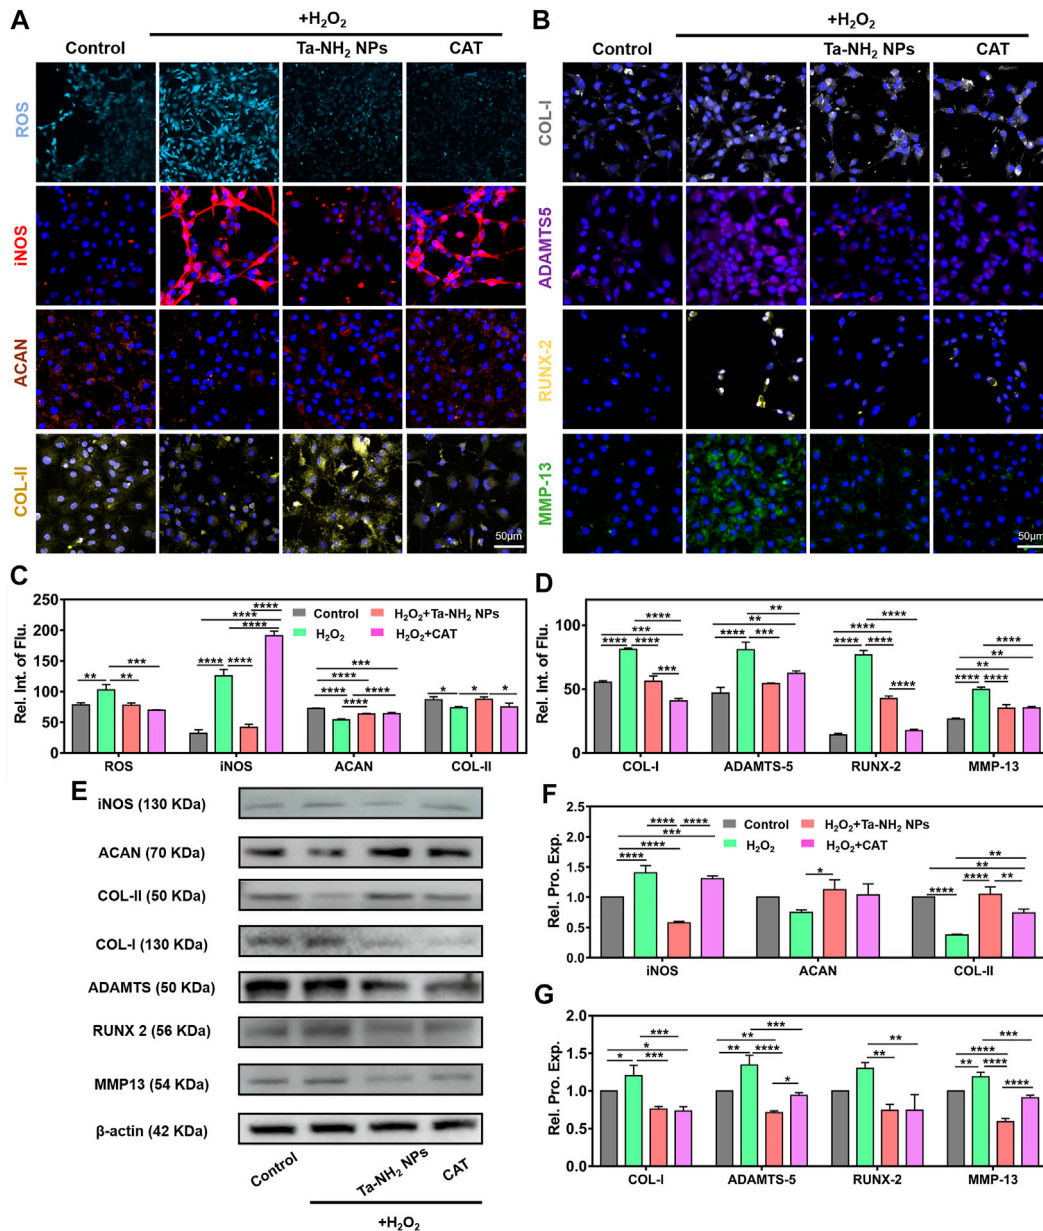 A
+H₂O₂
Control
Ta-NH₂ NPs
CAT
ROS
iNOS
ACAN
COL-II
50μm
B
+H₂O₂
Control
Ta-NH₂ NPs
CAT
COL-I
ADAMTS5
RUNX-2
MMP-13
50μm
C
Rel. Int. of Flu.
250
200
150
100
50
0
Control
H₂O₂+Ta-NH₂ NPs
H₂O₂
H₂O₂+CAT
** ***
**** **** **** **** ****
**** **** *** **** ****
* * *
ROS
iNOS
ACAN
COL-II
D
Rel. Int. of Flu.
100
50
0
**** *** **** **** ***
**** *** ** **
**** **** **** ****
**** **** ** ** ****
COL-I
ADAMTS-5
RUNX-2
MMP-13
E
iNOS (130 KDa)
ACAN (70 KDa)
COL-II (50 KDa)
COL-I (130 KDa)
ADAMTS (50 KDa)
RUNX 2 (56 KDa)
MMP13 (54 KDa)
β-actin (42 KDa)
Control
Ta-NH₂ NPs
CAT
+H₂O₂
F
Rel. Pro. Exp.
2.5
2.0
1.5
1.0
0.5
0.0
Control
H₂O₂+Ta-NH₂ NPs
H₂O₂
H₂O₂+CAT
**** **** *** **** ****
*
** ** **** **** **
iNOS
ACAN
COL-II
G
Rel. Pro. Exp.
2.0
1.5
1.0
0.5
0.0
*** * * ***
*** ** ** **** *
** **
*** **** ** **** ****
COL-I
ADAMTS-5
RUNX-2
MMP-13